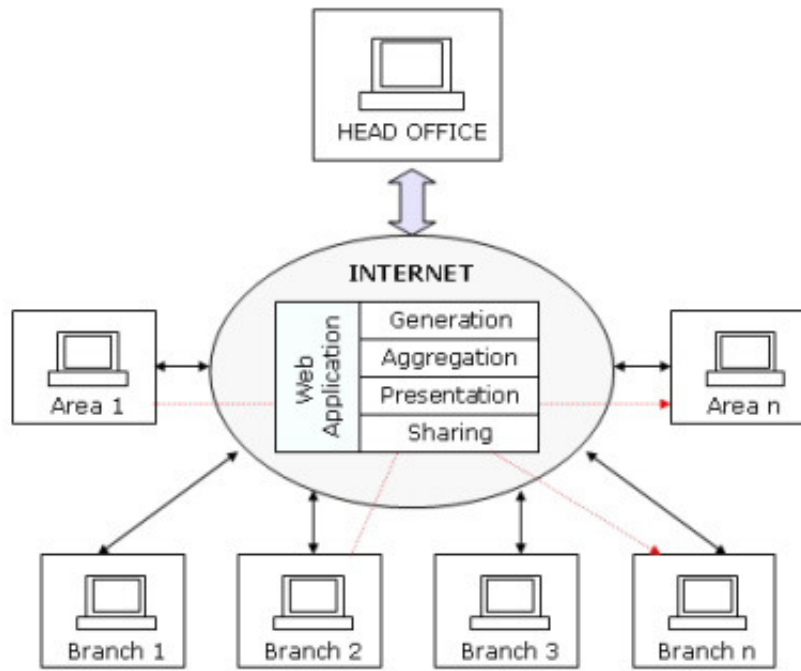 HEAD OFFICE
INTERNET
Web
Application
Generation
Aggregation
Presentation
Sharing
Area 1
Area n
Branch 1
Branch 2
Branch 3
Branch n